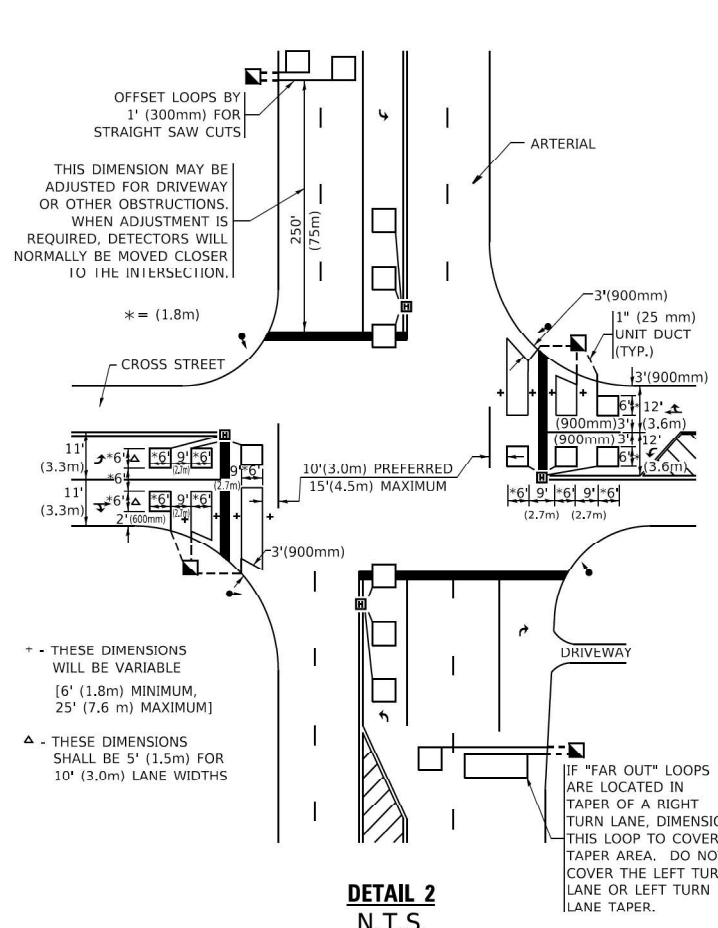 OFFSET LOOPS BY
1' (300mm) FOR
STRAIGHT SAW CUTS
ARTERIAL
THIS DIMENSION MAY BE
ADJUSTED FOR DRIVEWAY
OR OTHER OBSTRUCTIONS.
WHEN ADJUSTMENT IS
REQUIRED, DETECTORS WILL
NORMALLY BE MOVED CLOSER
TO THE INTERSECTION.
250'
(75m)
H
* = (1.8m)
3'(900mm)
1" (25 mm)
UNIT DUCT
(TYP.)
CROSS STREET
3'(900mm)
+ + +
6'* 12'
(3.6m)
(900mm)3'
(900mm) 3' 12'
6'* (3.6m)
H
*6' 9' *6' 9' *6'
(2.7m) (2.7m)
H
11'
(3.3m)
*6' △ *6' 9' *6'
(2.7m)
*6'
9' *6'
(2.7m)
11'
(3.3m)
*6' △ *6' 9' *6'
(2.7m)
2' (600mm)
+ + + +
10'(3.0m) PREFERRED
15'(4.5m) MAXIMUM
3'(900mm)
H
DRIVEWAY
+ - THESE DIMENSIONS
WILL BE VARIABLE
[6' (1.8m) MINIMUM,
25' (7.6 m) MAXIMUM]
△ - THESE DIMENSIONS
SHALL BE 5' (1.5m) FOR
10' (3.0m) LANE WIDTHS
IF "FAR OUT" LOOPS
ARE LOCATED IN
TAPER OF A RIGHT
TURN LANE, DIMENSIO
THIS LOOP TO COVER
TAPER AREA. DO NO
COVER THE LEFT TUR
LANE OR LEFT TURN
LANE TAPER.
DETAIL 2
N.T.S.